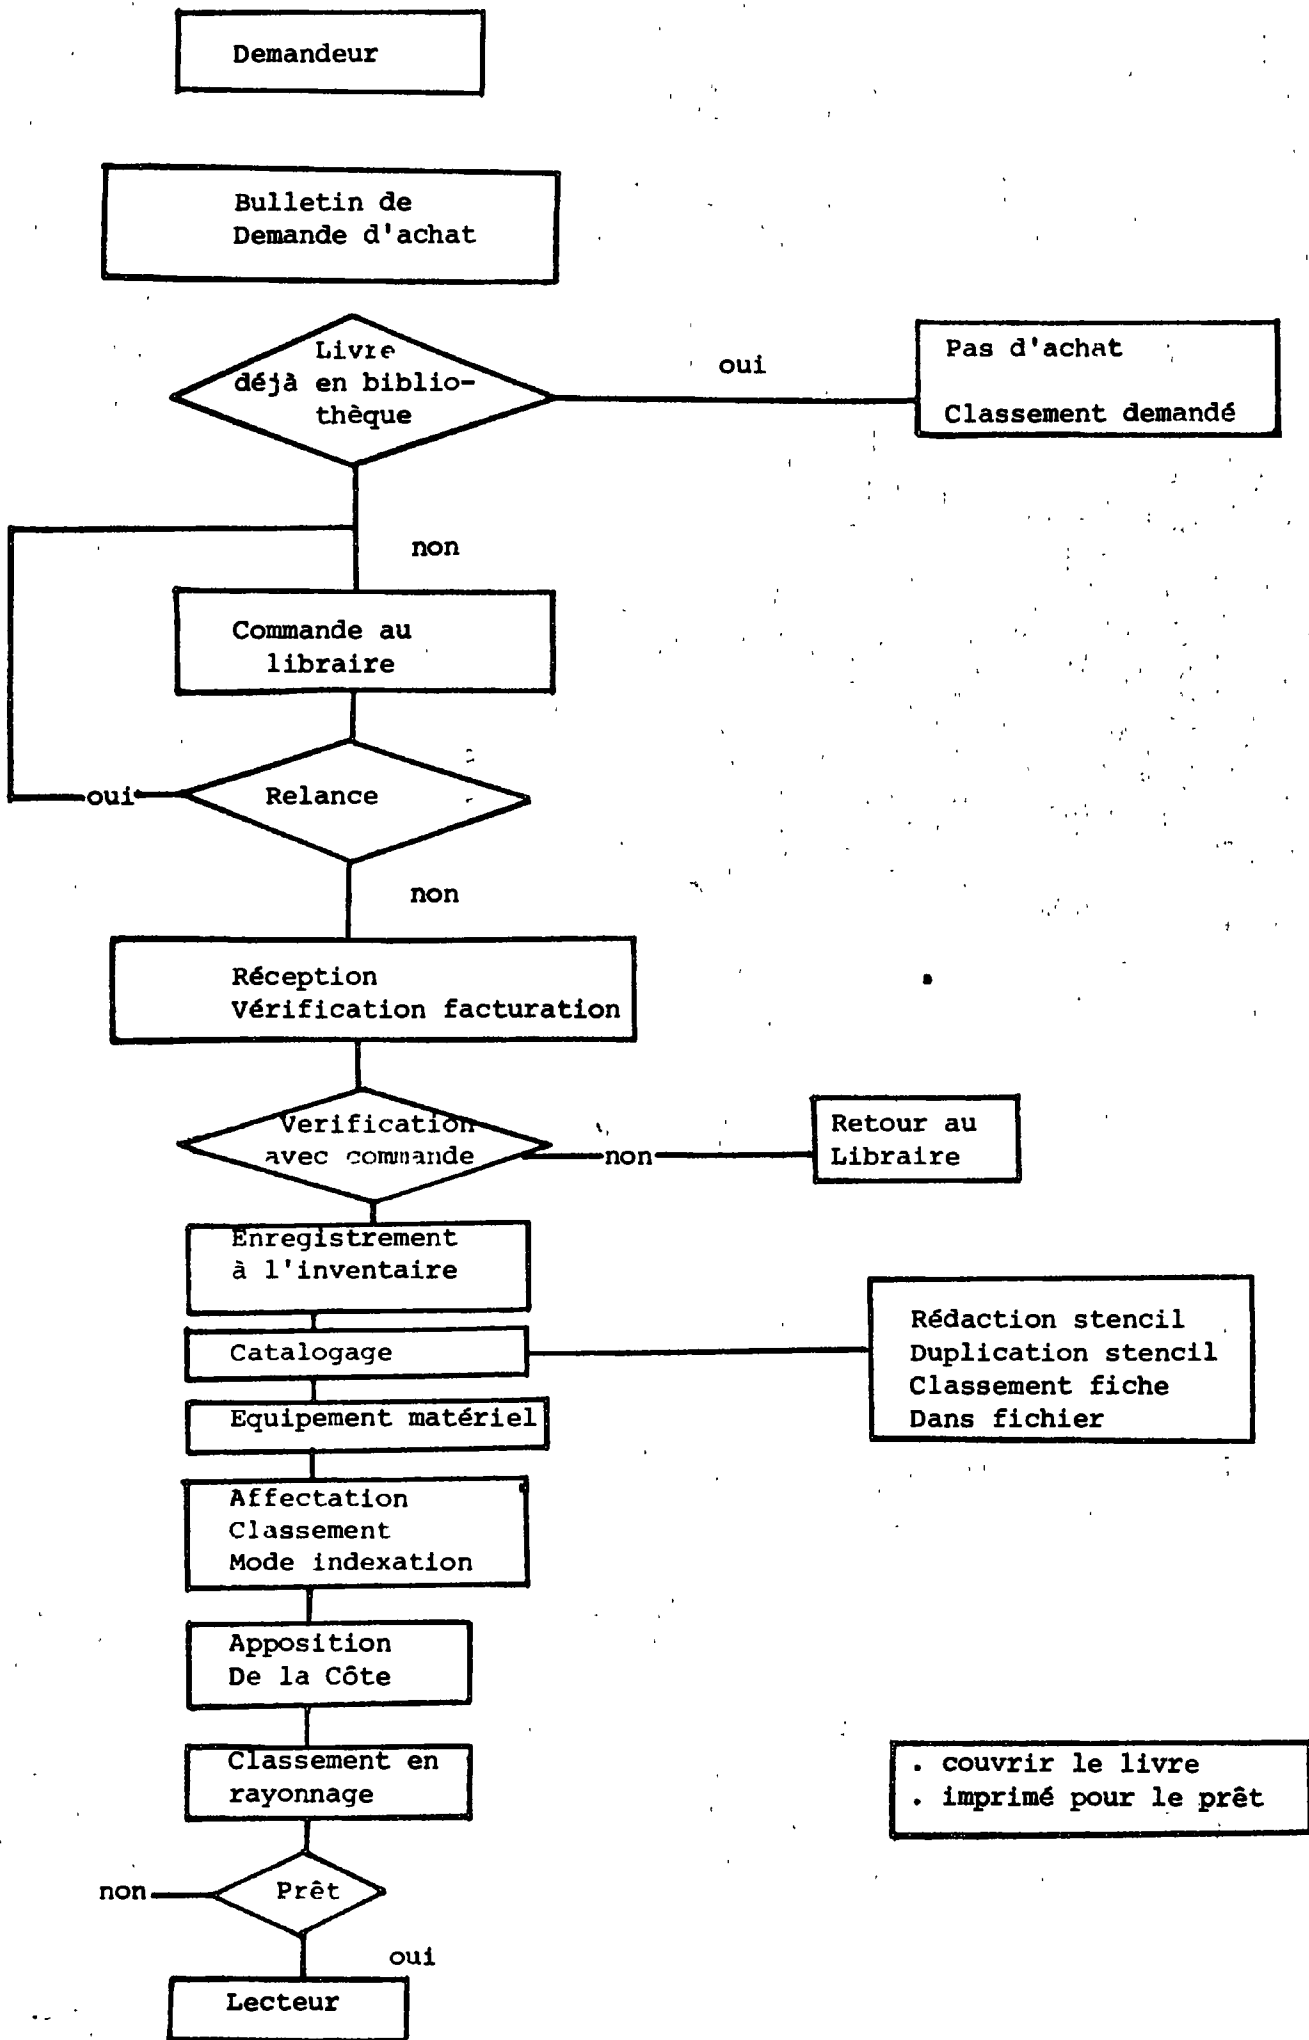 Demandeur
Bulletin de
Demande d'achat
Livre
déjà en biblio-
thèque
oui
Pas d'achat
Classement demandé
non
Commande au
libraire
oui
Relance
non
Réception
Vérification facturation
Verification
avec commande
non
Retour au
Libraire
Enregistrement
à l'inventaire
Catalogage
Rédaction stencil
Duplication stencil
Classement fiche
Dans fichier
Equipement matériel
Affectation
Classement
Mode indexation
Apposition
De la Côte
Classement en
rayonnage
. couvrir le livre
. imprimé pour le prêt
non
Prêt
oui
Lecteur